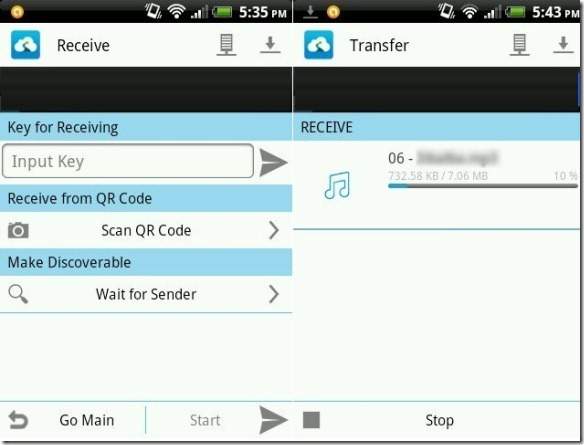 5:35 PM
Receive
Key for Receiving
Input Key
Receive from QR Code
Scan QR Code
Make Discoverable
Wait for Sender
Go Main
Start
5:43 PM
Transfer
RECEIVE
06 -
732.58 KB / 7.06 MB 10 %
Stop